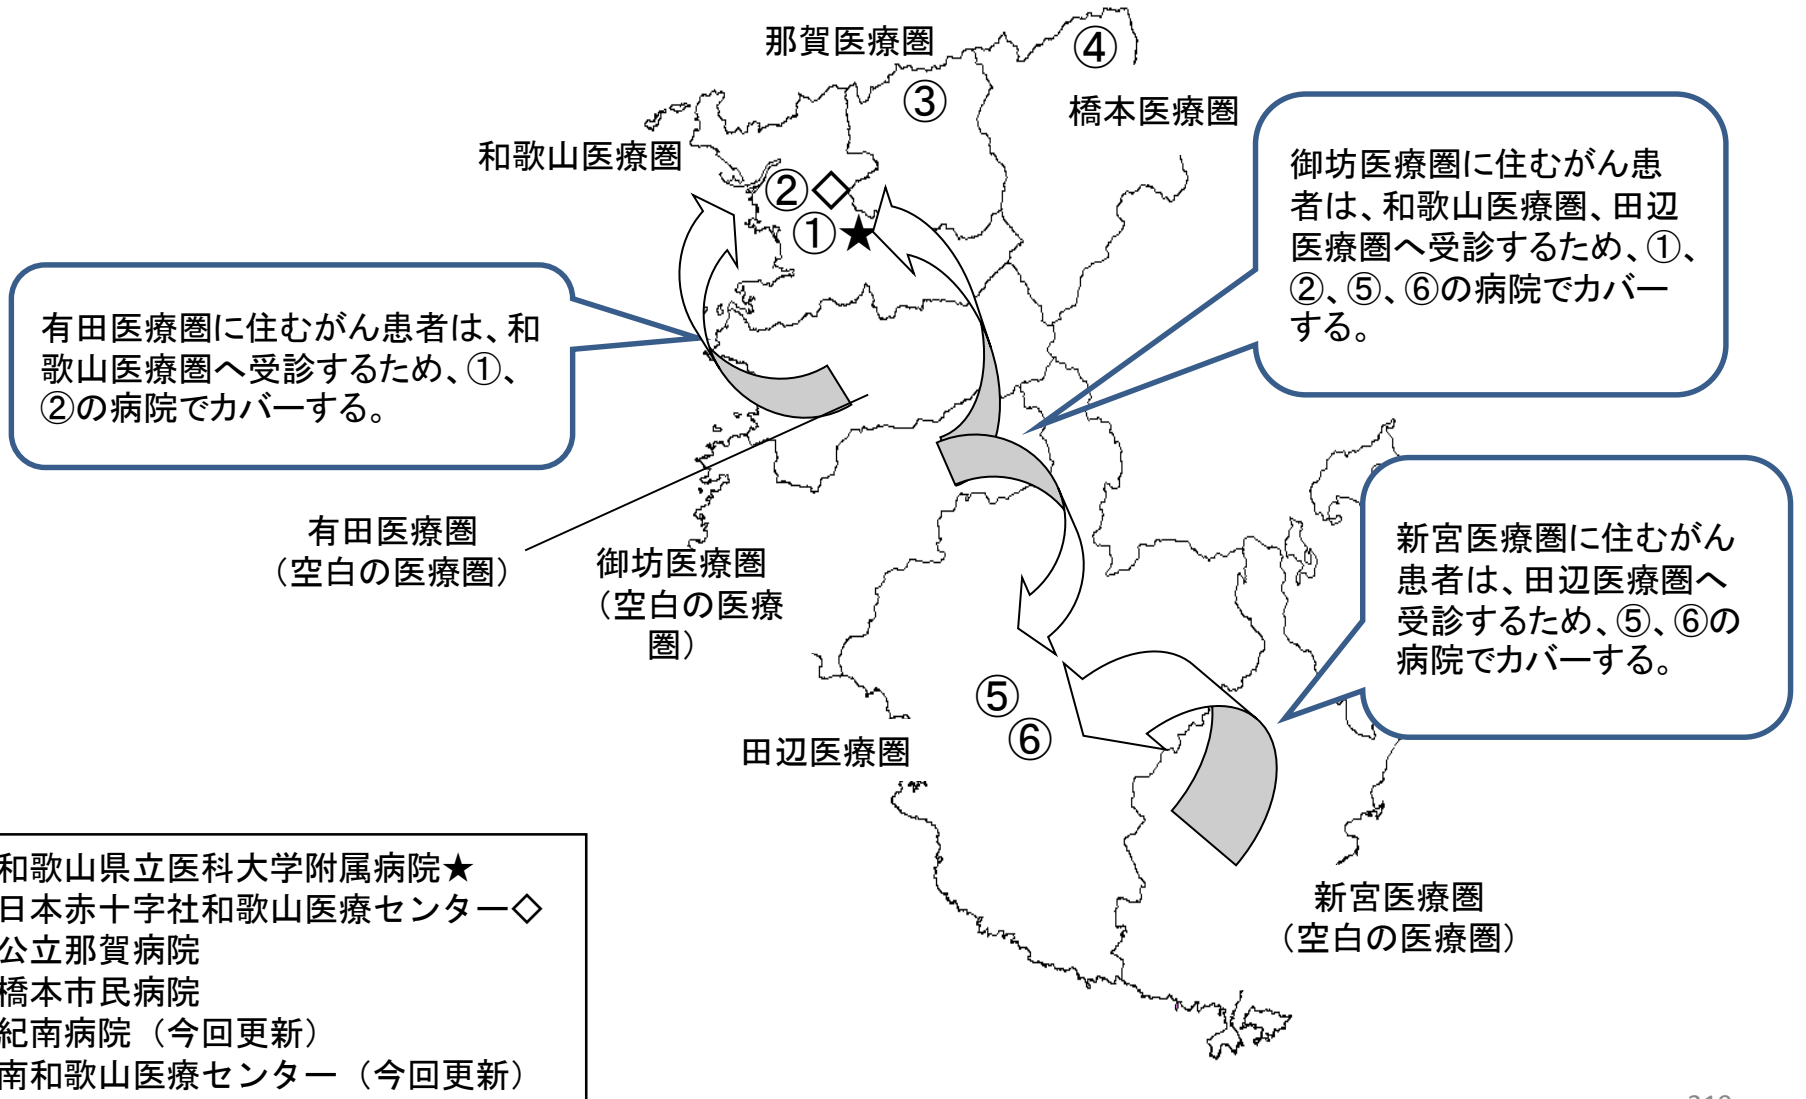 那賀医療圏
④
③
橋本医療圏
和歌山医療圏
②◇
①★
御坊医療圏に住むがん患
者は、和歌山医療圏、田辺
医療圏へ受診するため、①、
②、⑤、⑥の病院でカバー
する。
有田医療圏に住むがん患者は、和
歌山医療圏へ受診するため、①、
②の病院でカバーする。
有田医療圏
（空白の医療圏）
御坊医療圏
（空白の医療
圏）
新宮医療圏に住むがん
患者は、田辺医療圏へ
受診するため、⑤、⑥の
病院でカバーする。
⑤
⑥
田辺医療圏
新宮医療圏
（空白の医療圏）
和歌山県立医科大学附属病院★
日本赤十字社和歌山医療センター◇
公立那賀病院
橋本市民病院
紀南病院（今回更新）
南和歌山医療センター（今回更新）